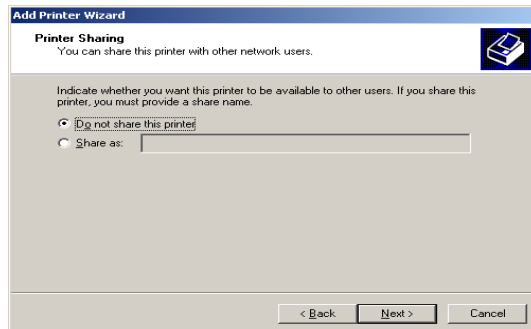 Add Printer Wizard
Printer Sharing
You can share this printer with other network users.
Indicate whether you want this printer to be available to other users. If you share this
printer, you must provide a share name.
Do not share this printer
Share as:
< Back
Next >
Cancel